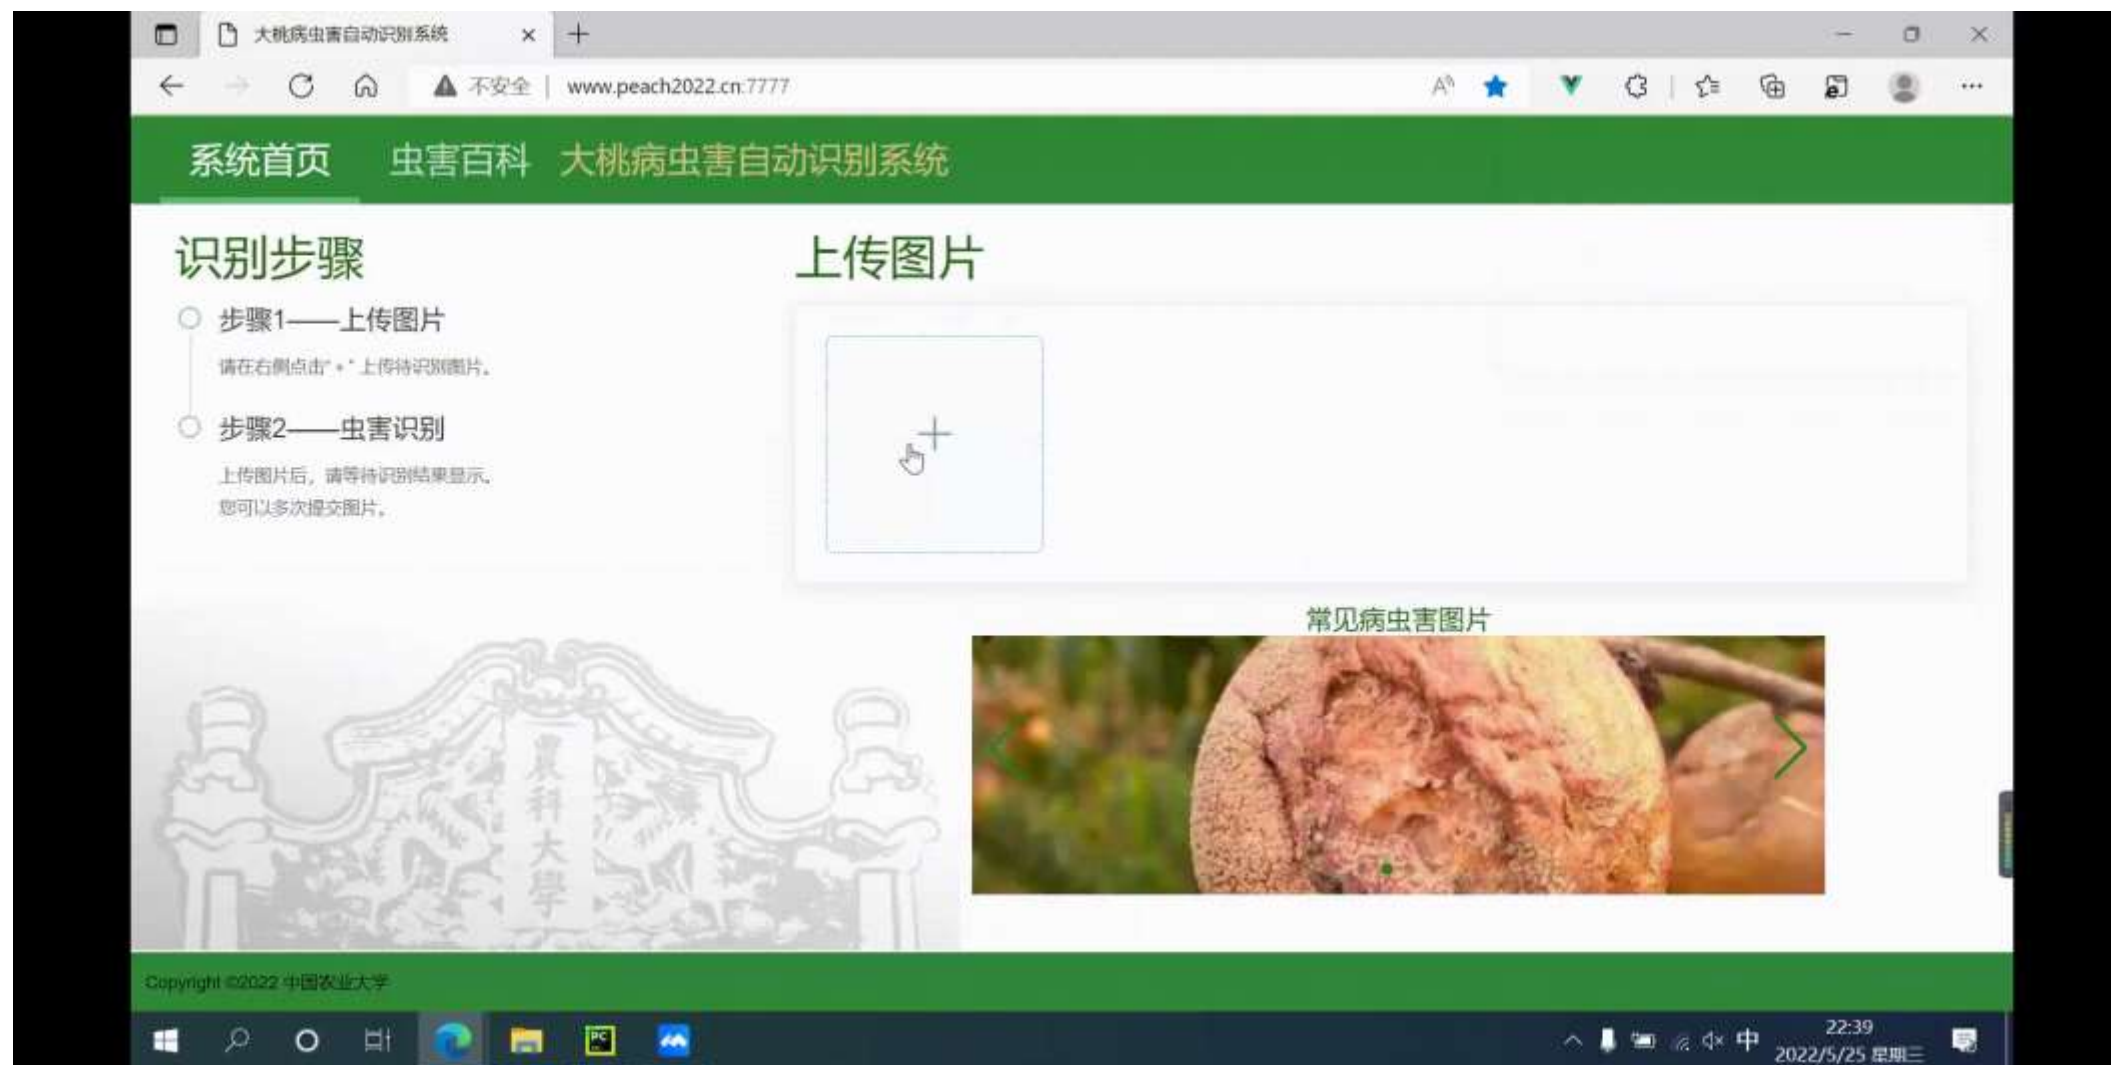 大桃病虫害自动识别系统
不安全 | www.peach2022.cn:7777
系统首页 虫害百科 大桃病虫害自动识别系统
识别步骤
步骤1——上传图片
请在右侧点击"+"上传待识别图片。
步骤2——虫害识别
上传图片后，请等待识别结果显示。
您可以多次提交图片。
上传图片
常见病虫害图片
農科大學
Copyright ©2022 中国农业大学
PC
中
22:39
2022/5/25 星期三